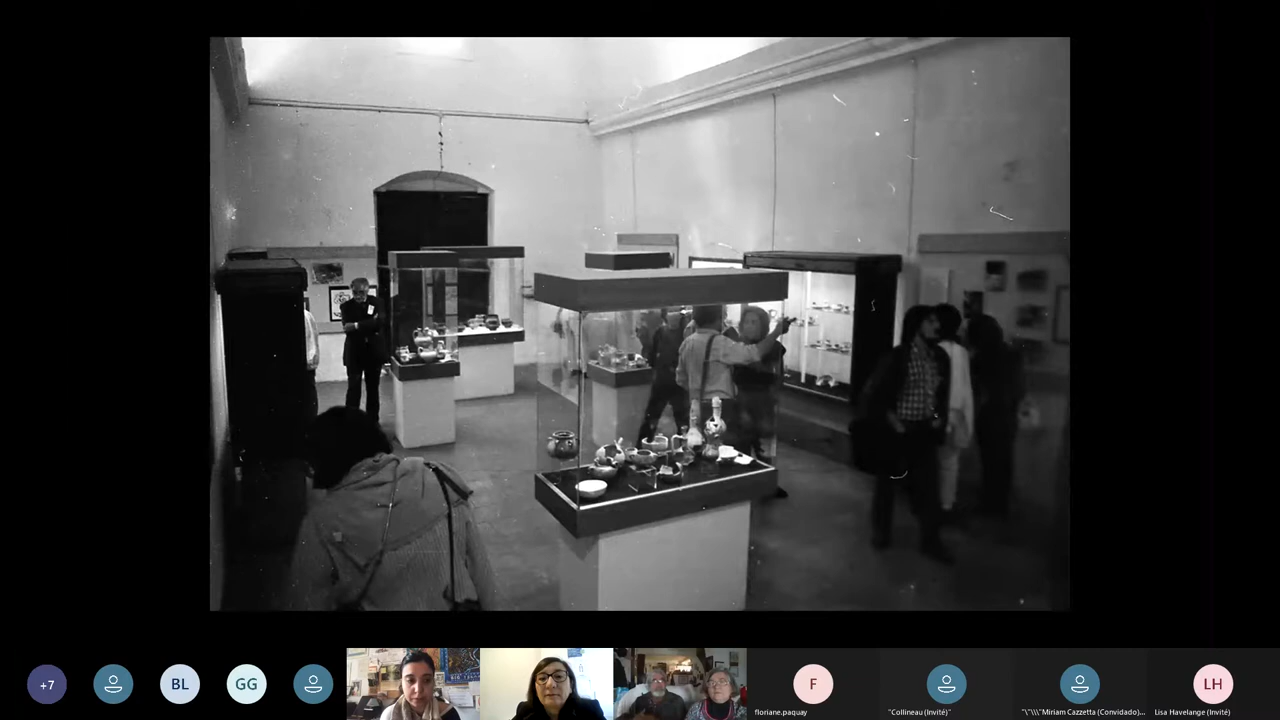 +7
BL
GG
F
LH
floriane.paquay
"Collineau (Invité)"
"\"\\\"Miriam Cazzetta (Convidado)...
Lisa Havelange (Invité)